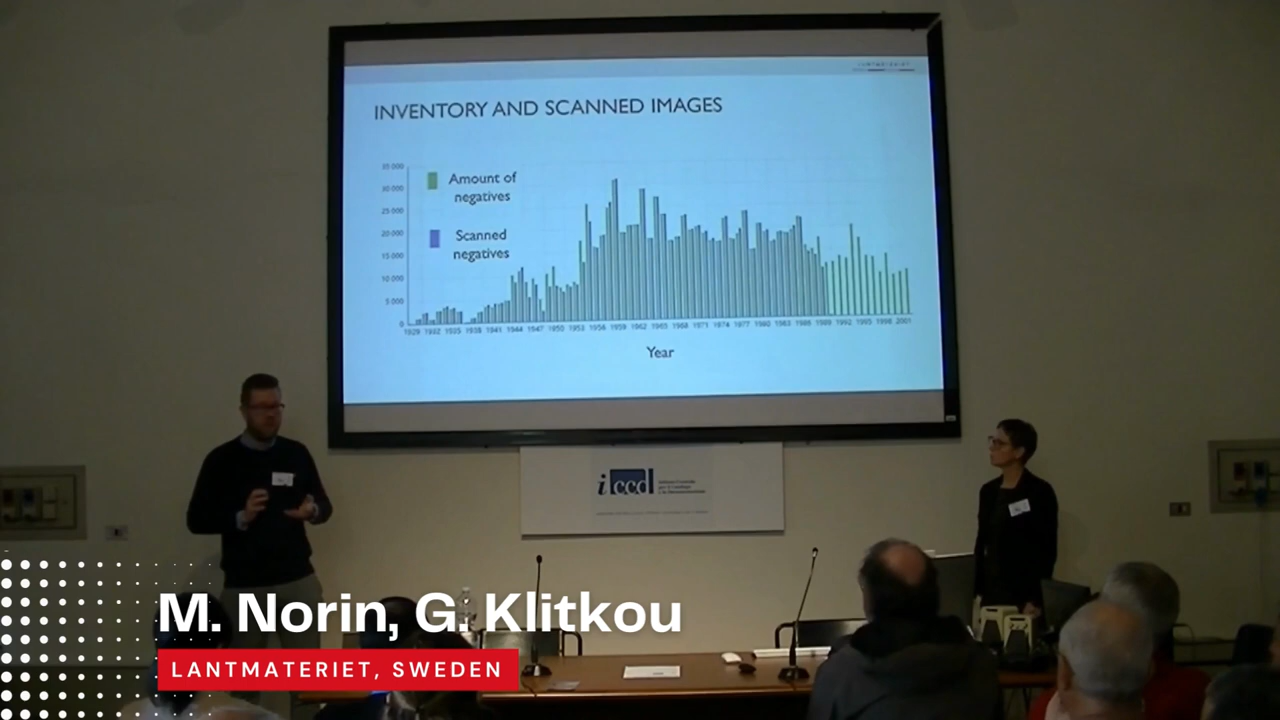 LANTMÄTERIET
INVENTORY AND SCANNED IMAGES
35 000
30 000
25 000
20 000
15 000
10 000
5 000
0
Amount of
negatives
Scanned
negatives
1929 1932 1935 1938 1941 1944 1947 1950 1953 1956 1959 1962 1965 1968 1971 1974 1977 1980 1983 1986 1989 1992 1995 1998 2001
Year
iccd
M. Norin, G. Klitkou
LANTMATERIET, SWEDEN